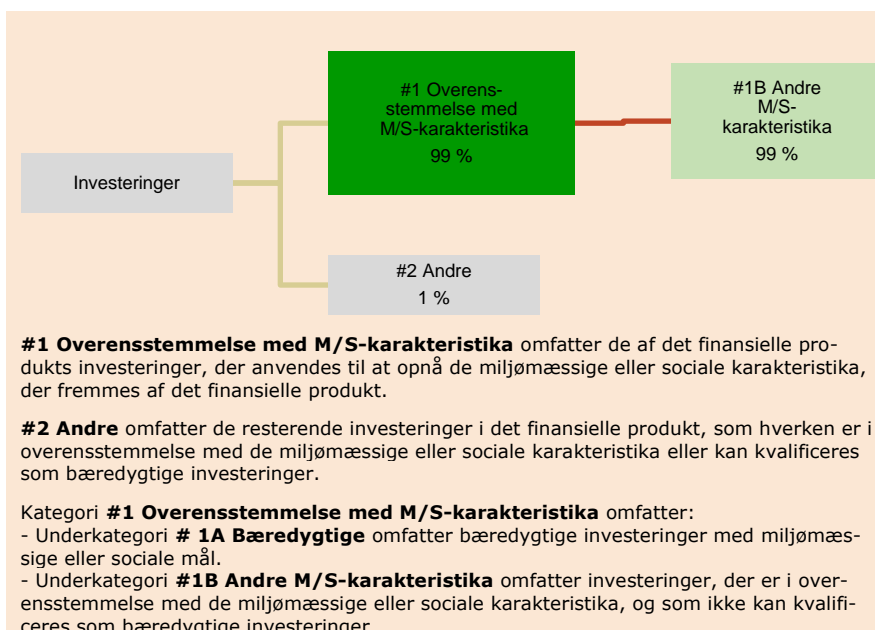 #1 Overens-
stemmelse med
M/S-karakteristika
99 %
#1B Andre
M/S-
karakteristika
99 %
Investeringer
#2 Andre
1 %
#1 Overensstemmelse med M/S-karakteristika omfatter de af det finansielle pro-
dukts investeringer, der anvendes til at opnå de miljømæssige eller sociale karakteristika,
der fremmes af det finansielle produkt.
#2 Andre omfatter de resterende investeringer i det finansielle produkt, som hverken er i
overensstemmelse med de miljømæssige eller sociale karakteristika eller kan kvalificeres
som bæredygtige investeringer.
Kategori #1 Overensstemmelse med M/S-karakteristika omfatter:
- Underkategori # 1A Bæredygtige omfatter bæredygtige investeringer med miljømæs-
sige eller sociale mål.
- Underkategori #1B Andre M/S-karakteristika omfatter investeringer, der er i over-
ensstemmelse med de miljømæssige eller sociale karakteristika, og som ikke kan kvalifi-
ceres som bæredygtige investeringer.